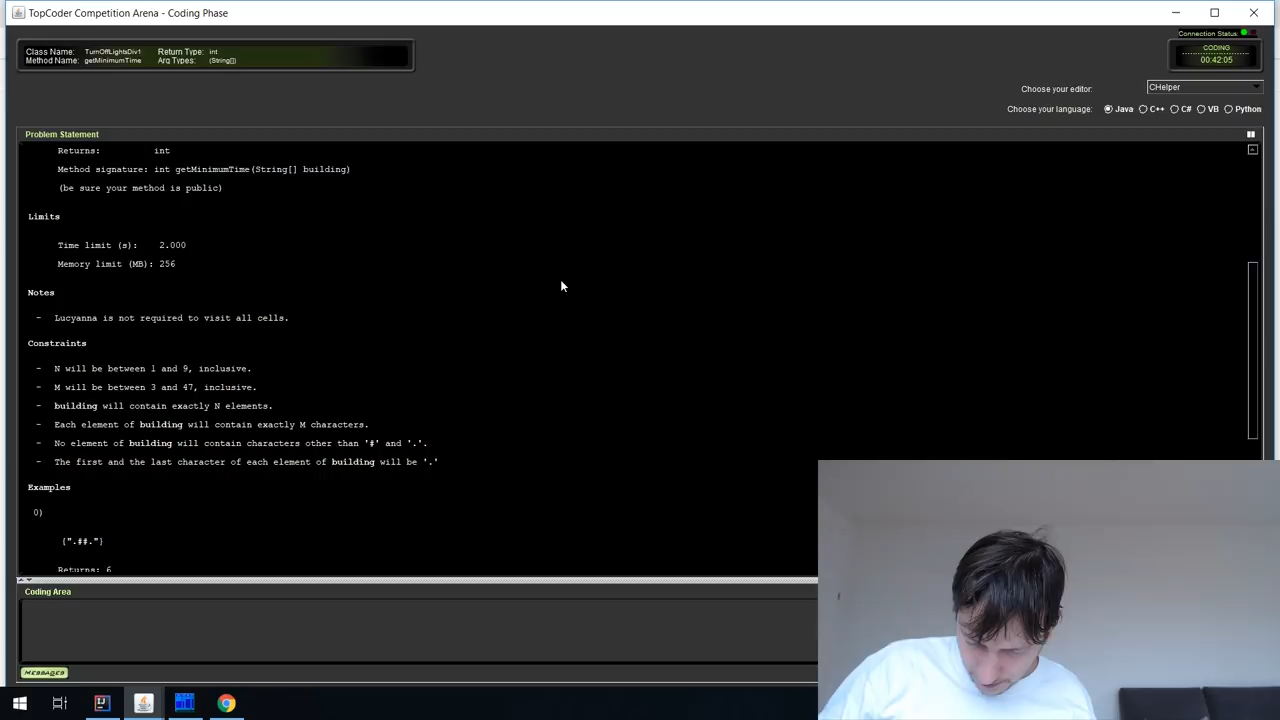 TopCoder Competition Arena - Coding Phase
Connection Status:
Class Name: TurnOffLightsDiv1 Return Type: int
Method Name: getMinimumTime Arg Types: (String[])
CODING
00:42:05
Choose your editor: CHelper
Choose your language: Java C++ C# VB Python
Problem Statement
Returns: int
Method signature: int getMinimumTime(String[] building)
(be sure your method is public)
Limits
Time limit (s): 2.000
Memory limit (MB): 256
Notes
- Lucyanna is not required to visit all cells.
Constraints
- N will be between 1 and 9, inclusive.
- M will be between 3 and 47, inclusive.
- building will contain exactly N elements.
- Each element of building will contain exactly M characters.
- No element of building will contain characters other than '#' and '.'.
- The first and the last character of each element of building will be '.'
Examples
0)
{".##."}
Returns: 6
Coding Area
MESSAGES